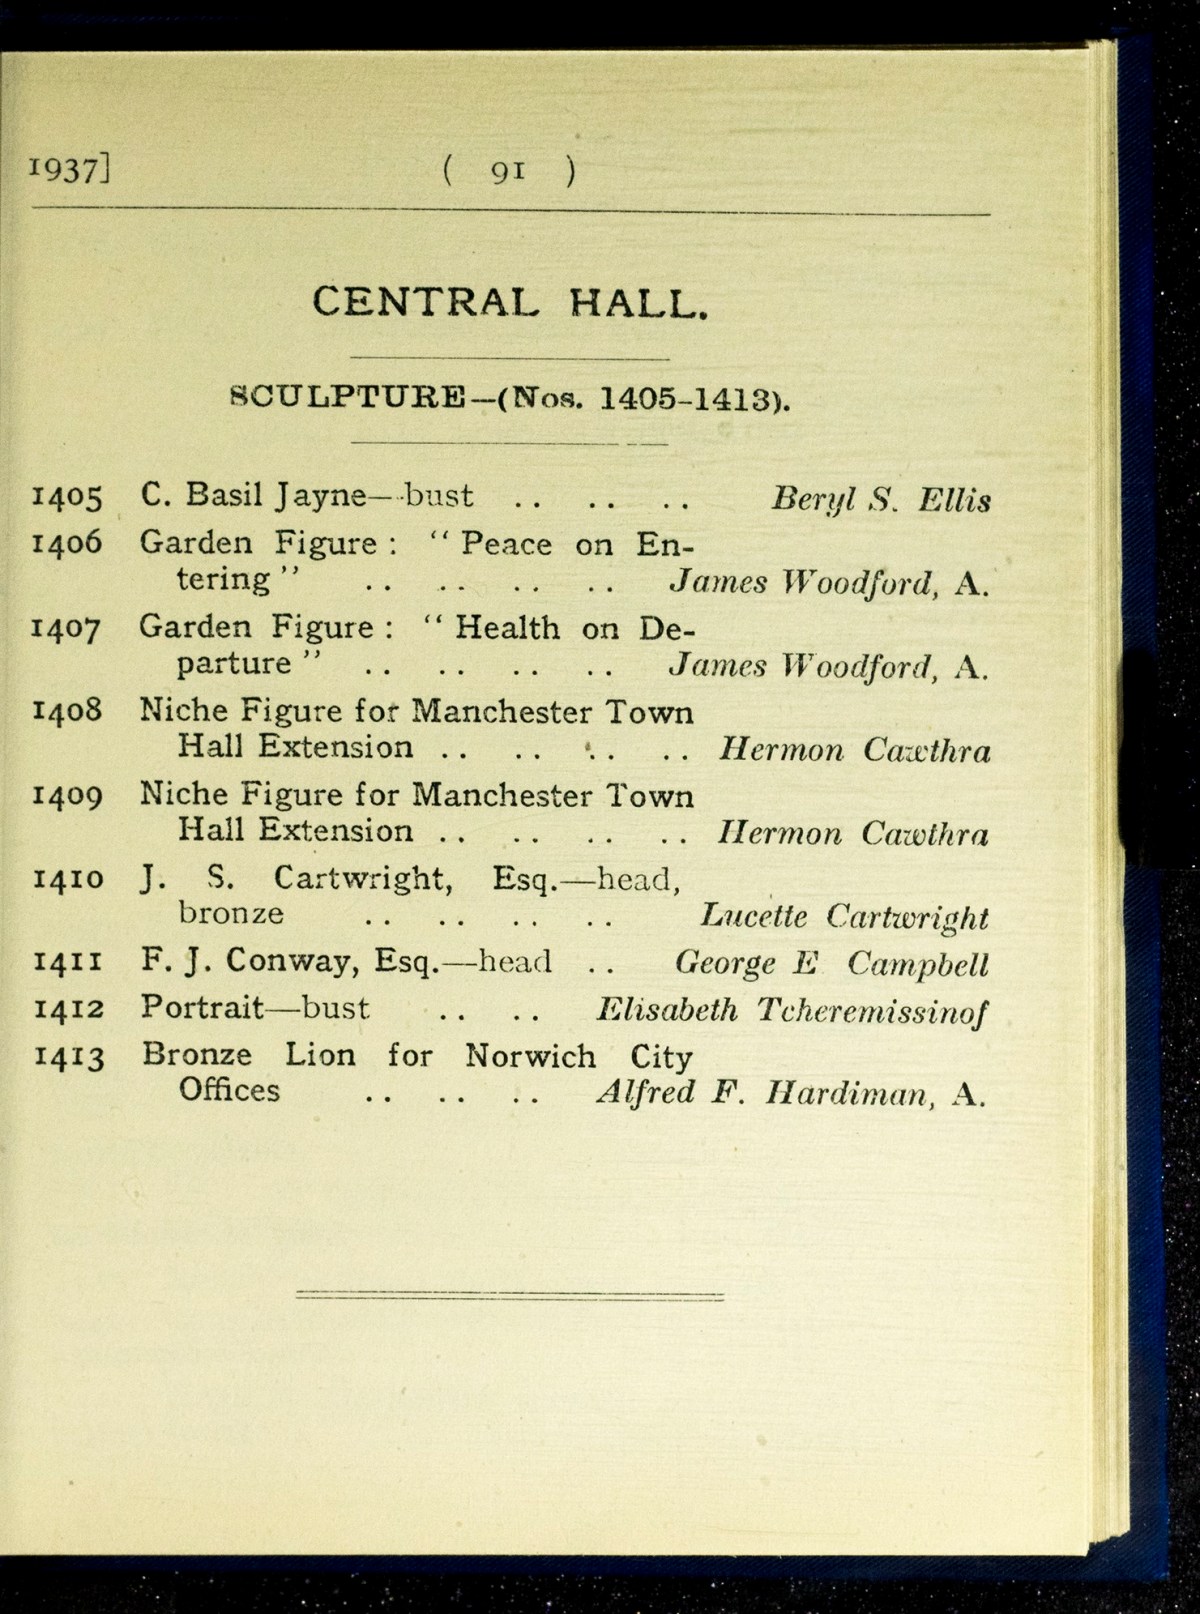 1937] ( 91 )
CENTRAL HALL.
SCULPTURE—(Nos. 1405-1413).
1405 C. Basil Jayne—bust .. .. .. Beryl S. Ellis
1406 Garden Figure : “ Peace on En-
tering ” .. .. .. .. James Woodford, A.
1407 Garden Figure : “ Health on De-
parture ” .. .. .. .. James Woodford, A.
1408 Niche Figure for Manchester Town
Hall Extension .. .. .. .. Hermon Cawthra
1409 Niche Figure for Manchester Town
Hall Extension .. .. .. .. Hermon Cawthra
1410 J. S. Cartwright, Esq.—head,
bronze .. .. .. .. Lucette Cartwright
1411 F. J. Conway, Esq.—head .. George E Campbell
1412 Portrait—bust .. .. Elisabeth Tcheremissinof
1413 Bronze Lion for Norwich City
Offices .. .. .. Alfred F. Hardiman, A.